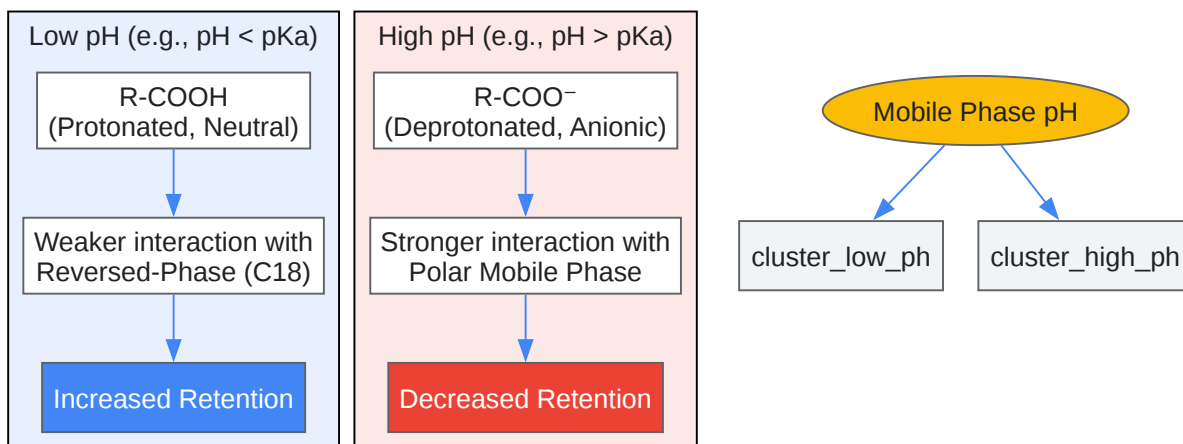 Low pH (e.g., pH < pKa)
R-COOH
(Protonated, Neutral)
Weaker interaction with
Reversed-Phase (C18)
Increased Retention
High pH (e.g., pH > pKa)
R-COO⁻
(Deprotonated, Anionic)
Stronger interaction with
Polar Mobile Phase
Decreased Retention
Mobile Phase pH
cluster_low_ph
cluster_high_ph